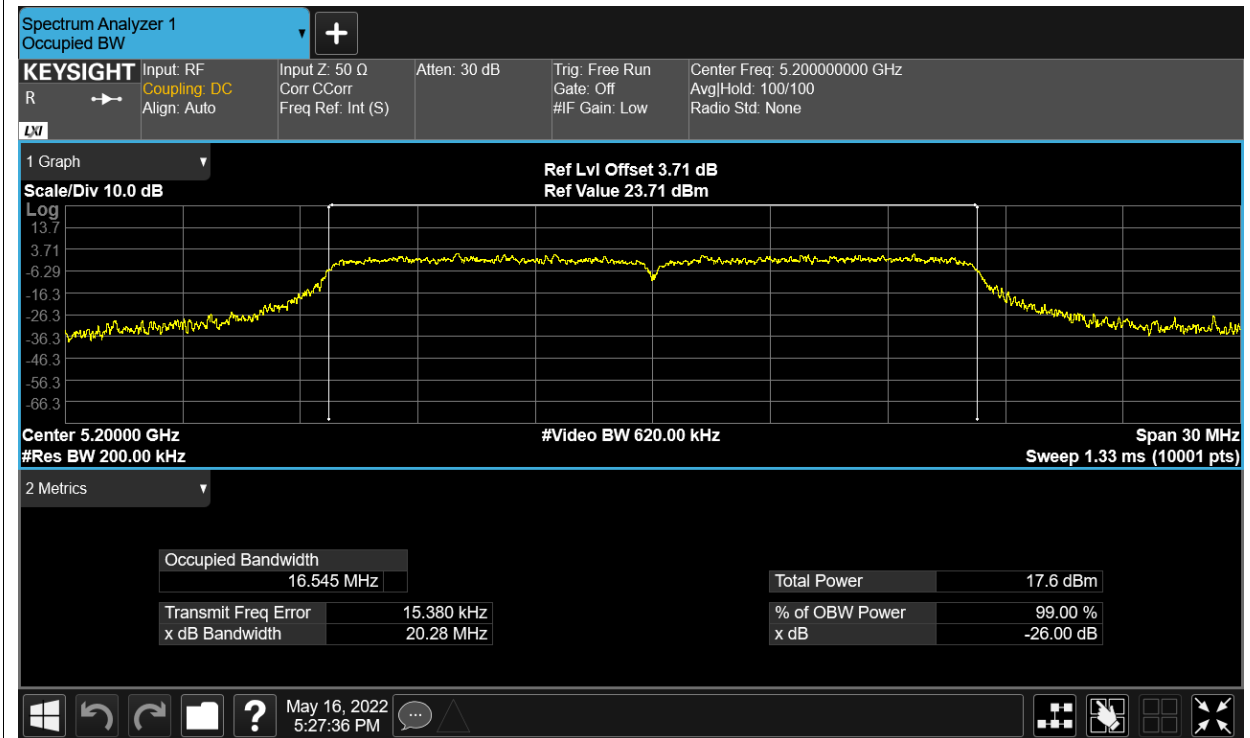 Spectrum Analyzer 1
Occupied BW
KEYSIGHT
R
LXI
Input: RF
Coupling: DC
Align: Auto
Input Z: 50 Ω
Corr CCorr
Freq Ref: Int (S)
Atten: 30 dB
Trig: Free Run
Gate: Off
#IF Gain: Low
Center Freq: 5.200000000 GHz
Avg|Hold: 100/100
Radio Std: None
1 Graph
Scale/Div 10.0 dB
Ref Lvl Offset 3.71 dB
Ref Value 23.71 dBm
Log
13.7
3.71
-6.29
-16.3
-26.3
-36.3
-46.3
-56.3
-66.3
Center 5.20000 GHz
#Res BW 200.00 kHz
#Video BW 620.00 kHz
Span 30 MHz
Sweep 1.33 ms (10001 pts)
2 Metrics
Occupied Bandwidth
16.545 MHz
Transmit Freq Error 15.380 kHz
x dB Bandwidth 20.28 MHz
Total Power 17.6 dBm
% of OBW Power 99.00 %
x dB -26.00 dB
?
May 16, 2022
5:27:36 PM